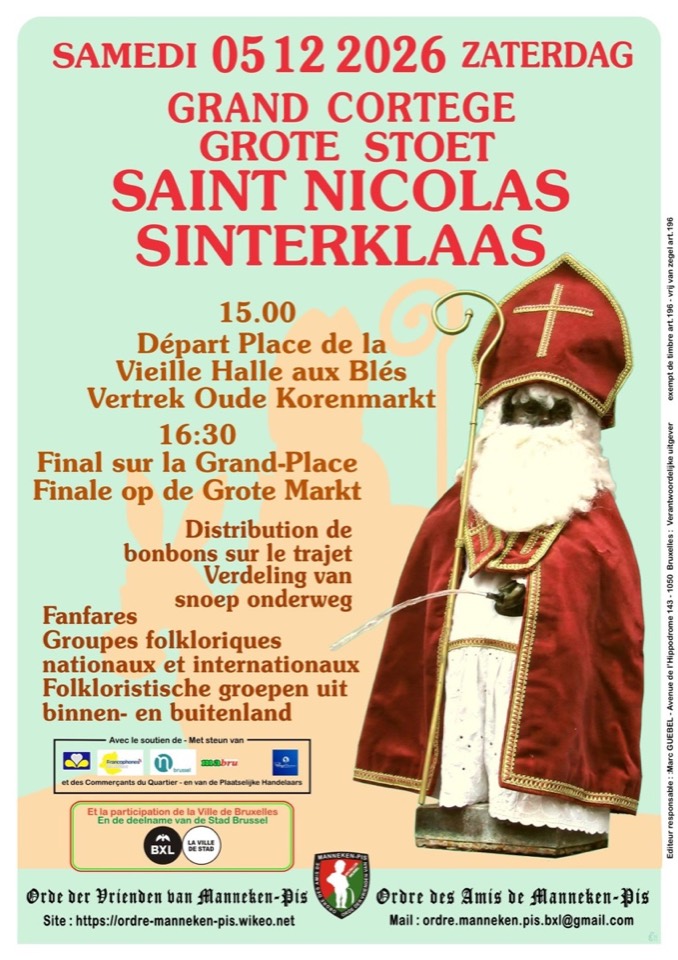 SAMEDI 05 12 2026 ZATERDAG
GRAND CORTEGE
GROTE STOET
SAINT NICOLAS
SINTERKLAAS
15.00
Départ Place de la
Vieille Halle aux Blés
Vertrek Oude Korenmarkt
16:30
Final sur la Grand-Place
Finale op de Grote Markt
Distribution de
bonbons sur le trajet
Verdeling van
snoep onderweg
Fanfares
Groupes folkloriques
nationaux et internationaux
Folkloristische groepen uit
binnen- en buitenland
Avec le soutien de - Met steun van
Francophones
brussel
mabru
et des Commerçants du Quartier - en van de Plaatselijke Handelaars
Et la participation de la Ville de Bruxelles
En de deelname van de Stad Brussel
BXL
LA VILLE
DE STAD
Orde der Vrienden van Manneken-Pis
MANNEKEN-PIS
Ordre des Amis de Manneken-Pis
Site : https://ordre-manneken-pis.wikeo.net
Mail : ordre.manneken.pis.bxl@gmail.com
Editeur responsable : :Marc GUEBEL - Avenue de l'Hippodrome 143 - 1050 Bruxelles : Verantwoordelijke uitgever exempt de timbre art.196 - vrij van zegel art.196